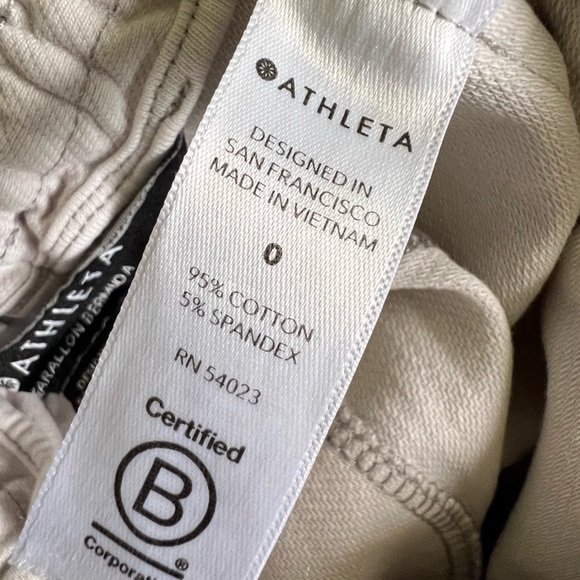 ATHLETA
DESIGNED IN
SAN FRANCISCO
MADE IN VIETNAM
0
95% COTTON
5% SPANDEX
RN 54023
Certified
B
®
Corporation
ATHLETA
FARALLON BERMUDA